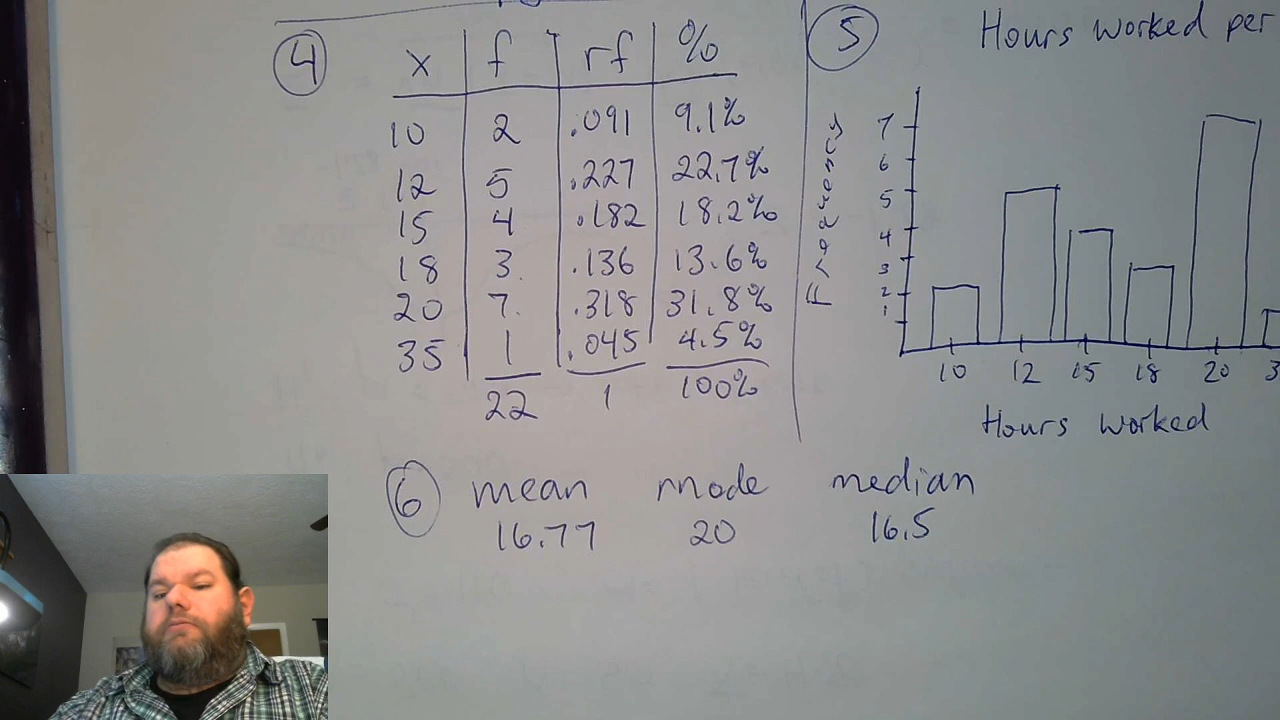 4
x f rf %
10 2 .091 9.1%
12 5 .227 22.7%
15 4 .182 18.2%
18 3 .136 13.6%
20 7 .318 31.8%
35 1 .045 4.5%
22 1 100%
5 Hours worked per
Frequency
7
6
5
4
3
2
1
10 12 15 18 20 3
Hours worked
6 mean mode median
16.77 20 16.5